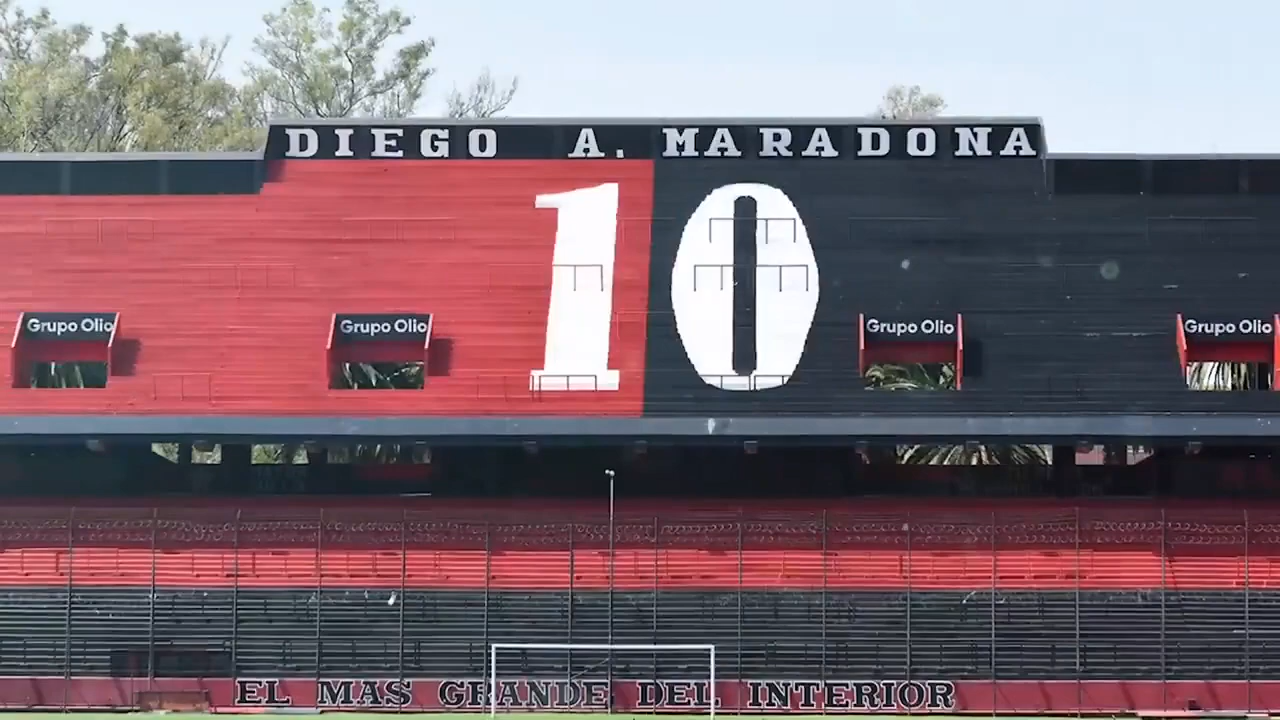 DIEGO A. MARADONA
10
Grupo Olio
Grupo Olio
Grupo Olio
Grupo Olio
EL MAS GRANDE DEL INTERIOR